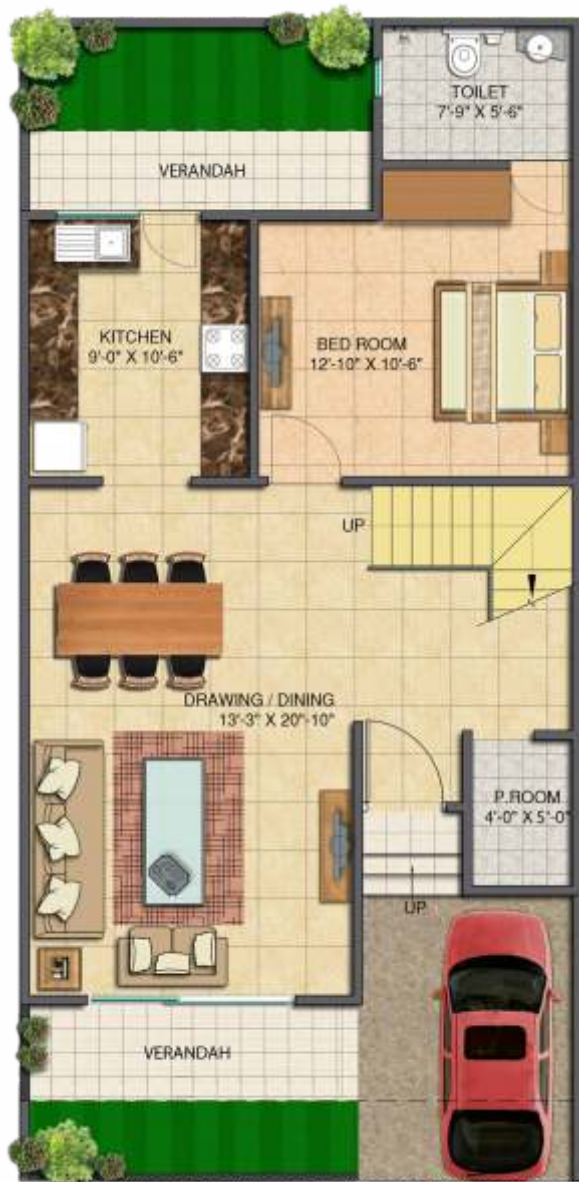 TOILET
7'-9" X 5'-6"
VERANDAH
KITCHEN
9'-0" X 10'-6"
BED ROOM
12'-10" X 10'-6"
UP
DRAWING / DINING
13'-3" X 20"-10"
P.ROOM
4'-0" X 5'-0"
UP
VERANDAH